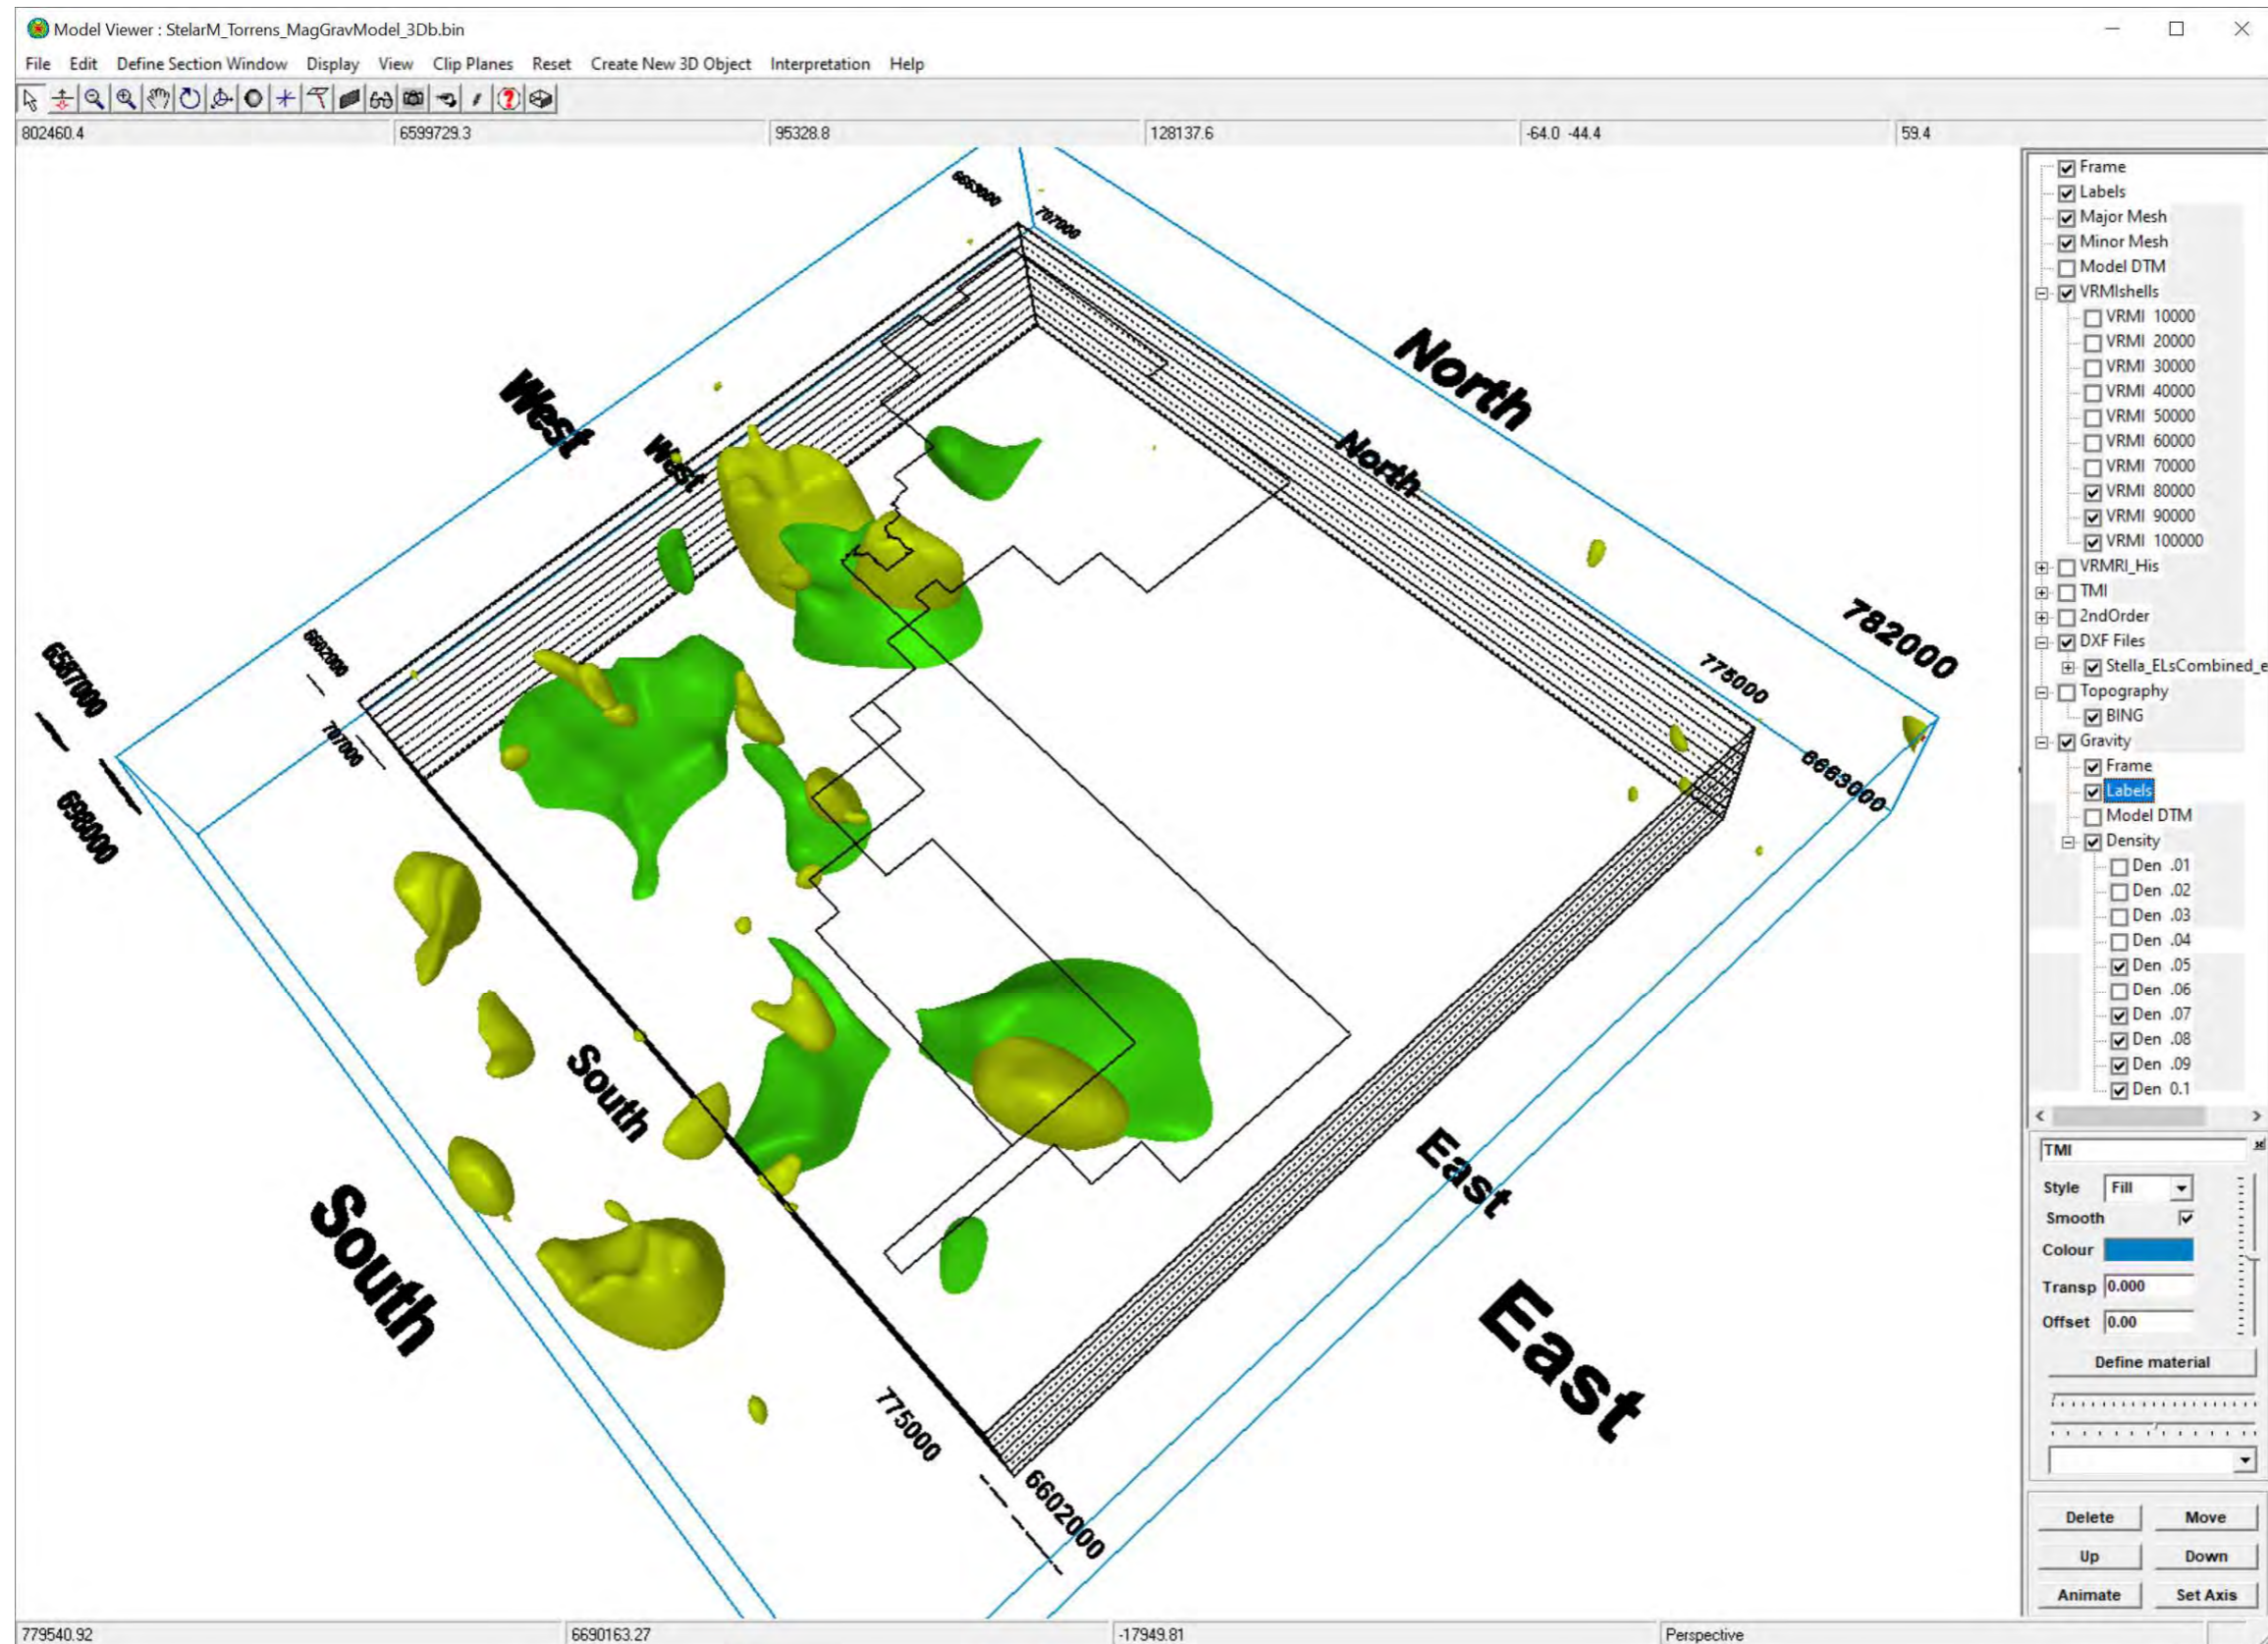 Model Viewer : StelarM_Torrens_MagGravModel_3Db.bin
File Edit Define Section Window Display View Clip Planes Reset Create New 3D Object Interpretation Help
802460.4 6599729.3 95328.8 128137.6 -64.0 -44.4 59.4
6663000
707000
North
North
West
West
782000
775000
6663000
6587000
698000
6602000
707000
South
South
East
East
775000
6602000
Frame
Labels
Major Mesh
Minor Mesh
Model DTM
VRMIshells
VRMI 10000
VRMI 20000
VRMI 30000
VRMI 40000
VRMI 50000
VRMI 60000
VRMI 70000
VRMI 80000
VRMI 90000
VRMI 100000
VRMRI_His
TMI
2ndOrder
DXF Files
Stella_ELsCombined_e
Topography
BING
Gravity
Frame
Labels
Model DTM
Density
Den .01
Den .02
Den .03
Den .04
Den .05
Den .06
Den .07
Den .08
Den .09
Den 0.1
TMI
Style Fill
Smooth
Colour
Transp 0.000
Offset 0.00
Define material
Delete Move
Up Down
Animate Set Axis
779540.92 6690163.27 -17949.81 Perspective